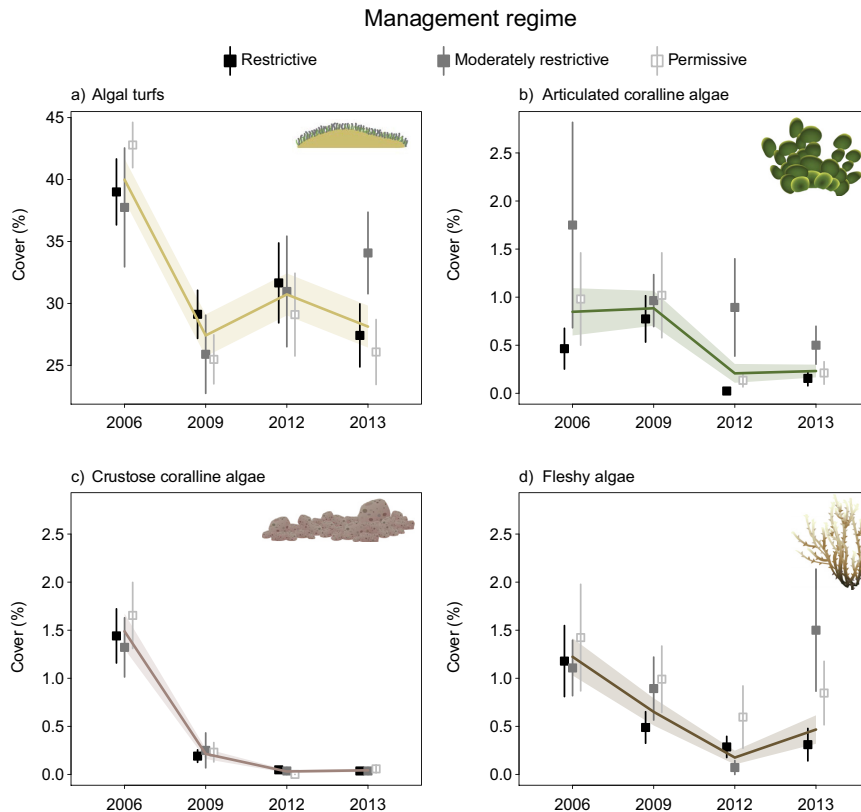 Management regime
Restrictive Moderately restrictive Permissive
a) Algal turfs
45
40
35
30
25
Cover (%)
2006 2009 2012 2013
b) Articulated coralline algae
2.5
2.0
1.5
1.0
0.5
0.0
Cover (%)
2006 2009 2012 2013
c) Crustose coralline algae
2.5
2.0
1.5
1.0
0.5
0.0
Cover (%)
2006 2009 2012 2013
d) Fleshy algae
2.5
2.0
1.5
1.0
0.5
0.0
Cover (%)
2006 2009 2012 2013